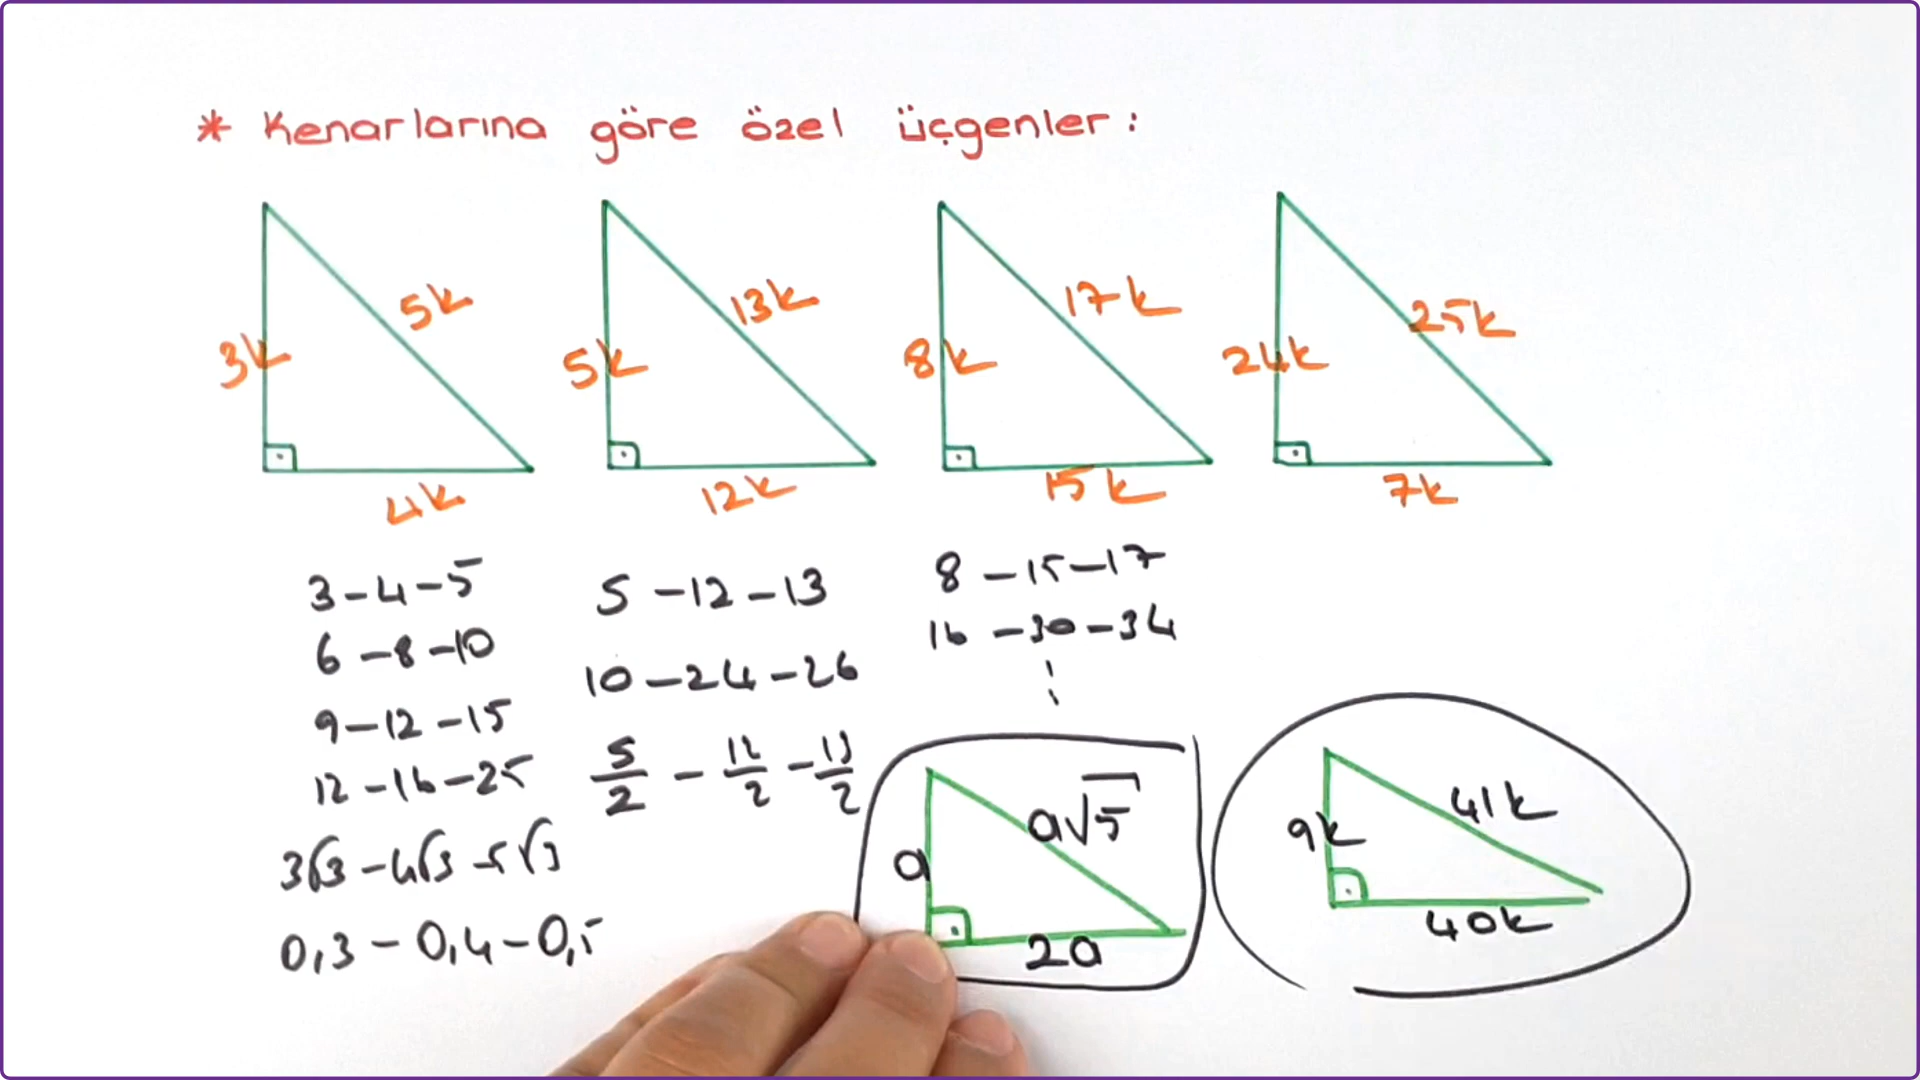 * Kenarlarına göre özel üçgenler:
3k
5k
4k
5k
13k
12k
8k
17k
15k
24k
25k
7k
3-4-5
6-8-10
9-12-15
12-16-25
3√3-4√3-5√3
0,3-0,4-0,5
5-12-13
10-24-26
5/2-12/2-13/2
8-15-17
16-30-34
a
a√5
2a
9k
41k
40k